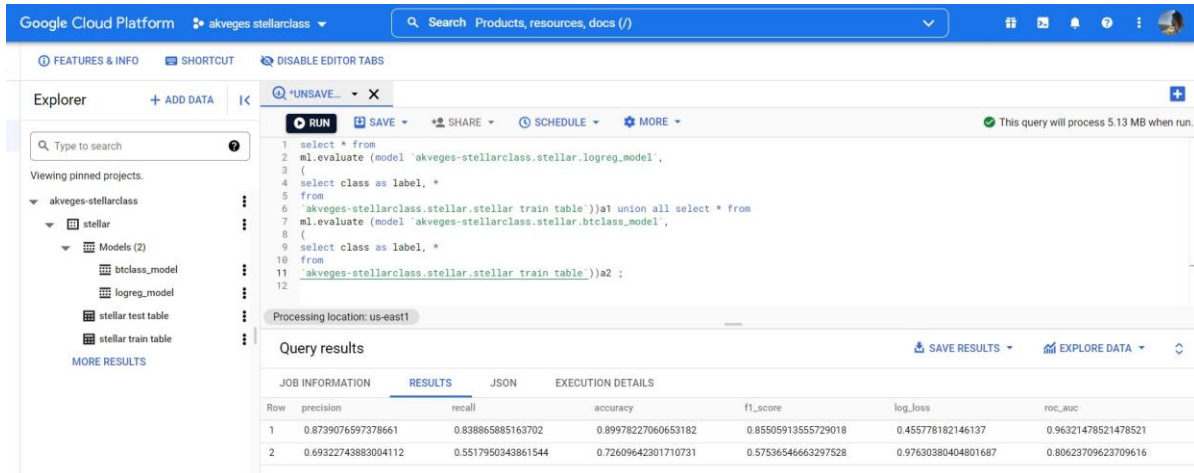 Google Cloud Platform akveges stellarclass Search Products, resources, docs (/)
FEATURES & INFO SHORTCUT DISABLE EDITOR TABS
Explorer + ADD DATA
Type to search
Viewing pinned projects.
akveges-stellarclass
stellar
Models (2)
btclass_model
logreg_model
stellar test table
stellar train table
MORE RESULTS
*UNSAVE... X
RUN SAVE SHARE SCHEDULE MORE This query will process 5.13 MB when run.
1 select * from
2 ml.evaluate (model `akveges-stellarclass.stellar.logreg_model`,
3 (
4 select class as label, *
5 from
6 `akveges-stellarclass.stellar.stellar train table`))a1 union all select * from
7 ml.evaluate (model `akveges-stellarclass.stellar.btclass_model`,
8 (
9 select class as label, *
10 from
11 `akveges-stellarclass.stellar.stellar train table`))a2 ;
12
Processing location: us-east1
Query results SAVE RESULTS EXPLORE DATA
JOB INFORMATION RESULTS JSON EXECUTION DETAILS
Row precision recall accuracy f1_score log_loss roc_auc
1 0.8739076597378661 0.838865885163702 0.89978227060653182 0.85505913555729018 0.455778182146137 0.96321478521478521
2 0.69322743883004112 0.5517950343861544 0.72609642301710731 0.57536546663297528 0.97630380404801687 0.80623709623709616